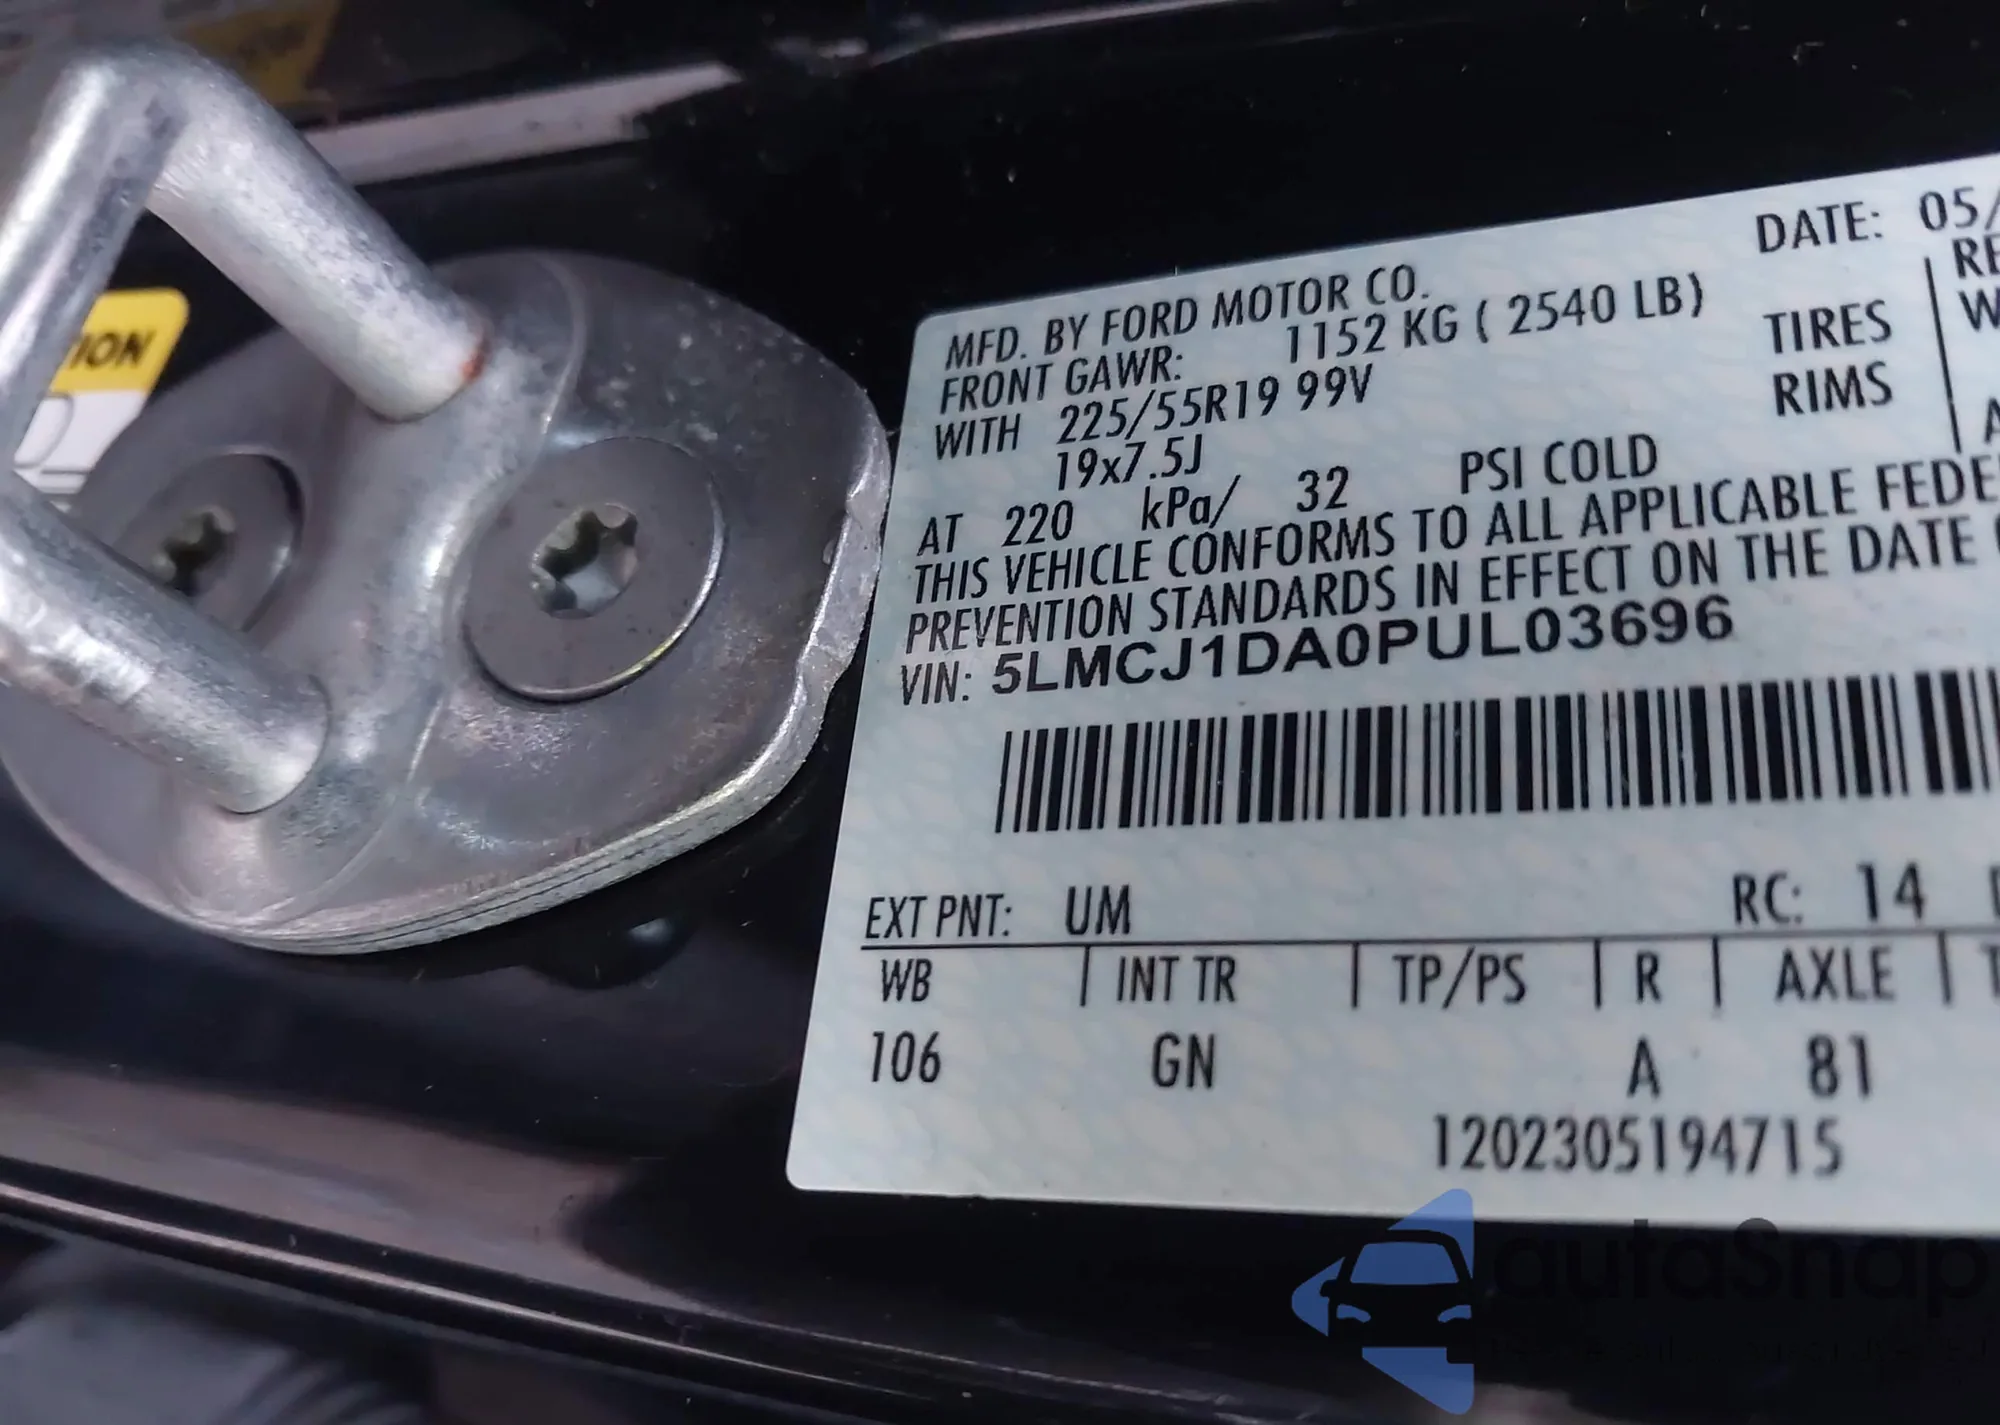 TION
DATE: 05/
MFD. BY FORD MOTOR CO.
FRONT GAWR: 1152 KG ( 2540 LB)
WITH 225/55R19 99V TIRES
19x7.5J RIMS
AT 220 kPa/ 32 PSI COLD
THIS VEHICLE CONFORMS TO ALL APPLICABLE FEDE
PREVENTION STANDARDS IN EFFECT ON THE DATE
VIN: 5LMCJ1DA0PUL03696
EXT PNT: UM RC: 14
WB | INT TR | TP/PS | R | AXLE |
106 GN A 81
1202305194715
autaSnap